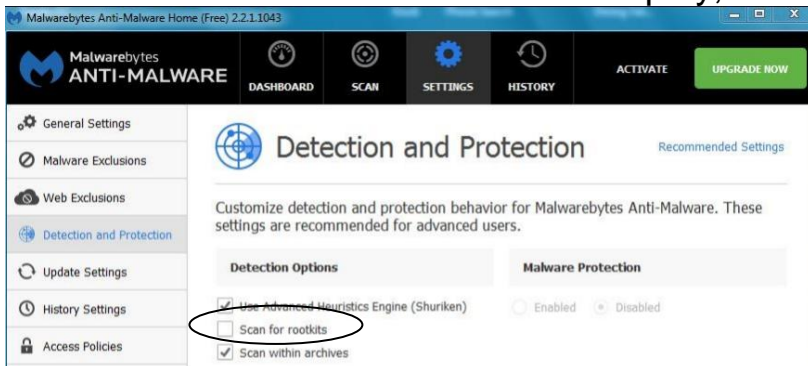 Malwarebytes Anti-Malware Home (Free) 2.2.1.1043
Malwarebytes
ANTI-MALWARE
DASHBOARD
SCAN
SETTINGS
HISTORY
ACTIVATE
UPGRADE NOW
General Settings
Malware Exclusions
Web Exclusions
Detection and Protection
Update Settings
History Settings
Access Policies
Detection and Protection
Recommended Settings
Customize detection and protection behavior for Malwarebytes Anti-Malware. These
settings are recommended for advanced users.
Detection Options
Use Advanced Heuristics Engine (Shuriken)
Scan for rootkits
Scan within archives
Malware Protection
Enabled
Disabled